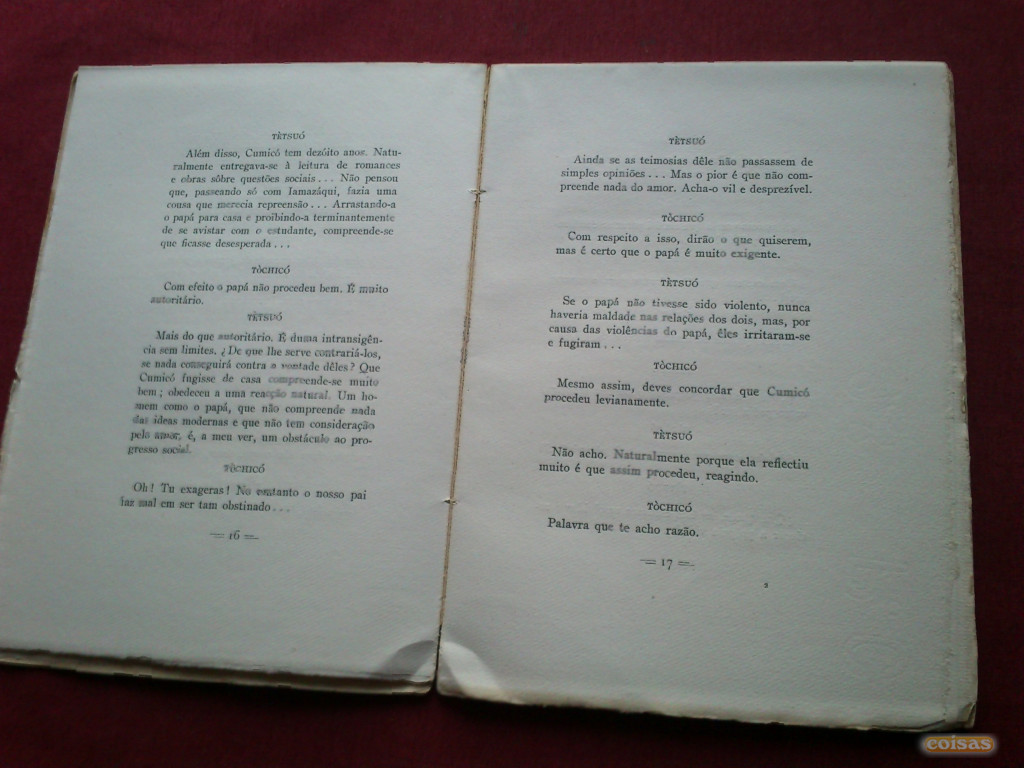 TÈTSUÓ
Além disso, Cumicó tem dezóito anos. Natu-
ralmente entregava-se à leitura de romances
e obras sôbre questões sociais... Não pensou
que, passeando só com Iamazáqui, fazia uma
cousa que merecia repreensão... Arrastando-a
o papá para casa e proïbindo-a terminantemente
de se avistar com o estudante, compreende-se
que ficasse desesperada...
TÒCHICÓ
Com efeito o papá não procedeu bem. É muito
autoritário.
TÈTSUÓ
Mais do que autoritário. É duma intransigên-
cia sem limites. ¿De que lhe serve contrariá-los,
se nada conseguirá contra a vontade dêles? Que
Cumicó fugisse de casa compreende-se muito
bem; obedeceu a uma reacção natural. Um ho-
mem como o papá, que não compreende nada
das ideas modernas e que não tem consideração
pelo amor, é, a meu ver, um obstáculo ao pro-
gresso social.
TÒCHICÓ
Oh! Tu exageras! No entanto o nosso pai
faz mal em ser tam obstinado...
— 16 —
TÈTSUÓ
Ainda se as teimosias dêle não passassem de
simples opiniões... Mas o pior é que não com-
preende nada do amor. Acha-o vil e desprezível.
TÒCHICÓ
Com respeito a isso, dirão o que quiserem,
mas é certo que o papá é muito exigente.
TÈTSUÓ
Se o papá não tivesse sido violento, nunca
haveria maldade nas relações dos dois, mas, por
causa das violências do papá, êles irritaram-se
e fugiram...
TÒCHICÓ
Mesmo assim, deves concordar que Cumicó
procedeu levianamente.
TÈTSUÓ
Não acho. Naturalmente porque ela reflectiu
muito é que assim procedeu, reagindo.
TÒCHICÓ
Palavra que te acho razão.
— 17 —
coisas